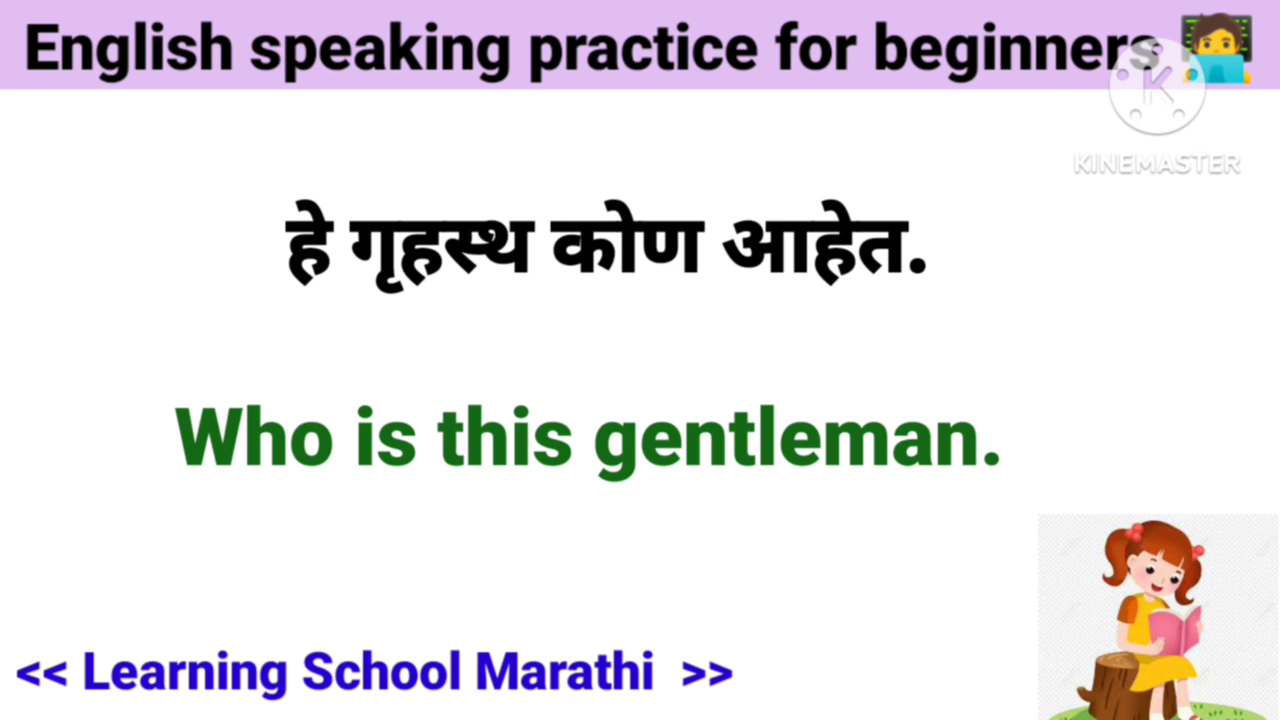 English speaking practice for beginners
KINEMASTER
हे गृहस्थ कोण आहेत.
Who is this gentleman.
<< Learning School Marathi >>